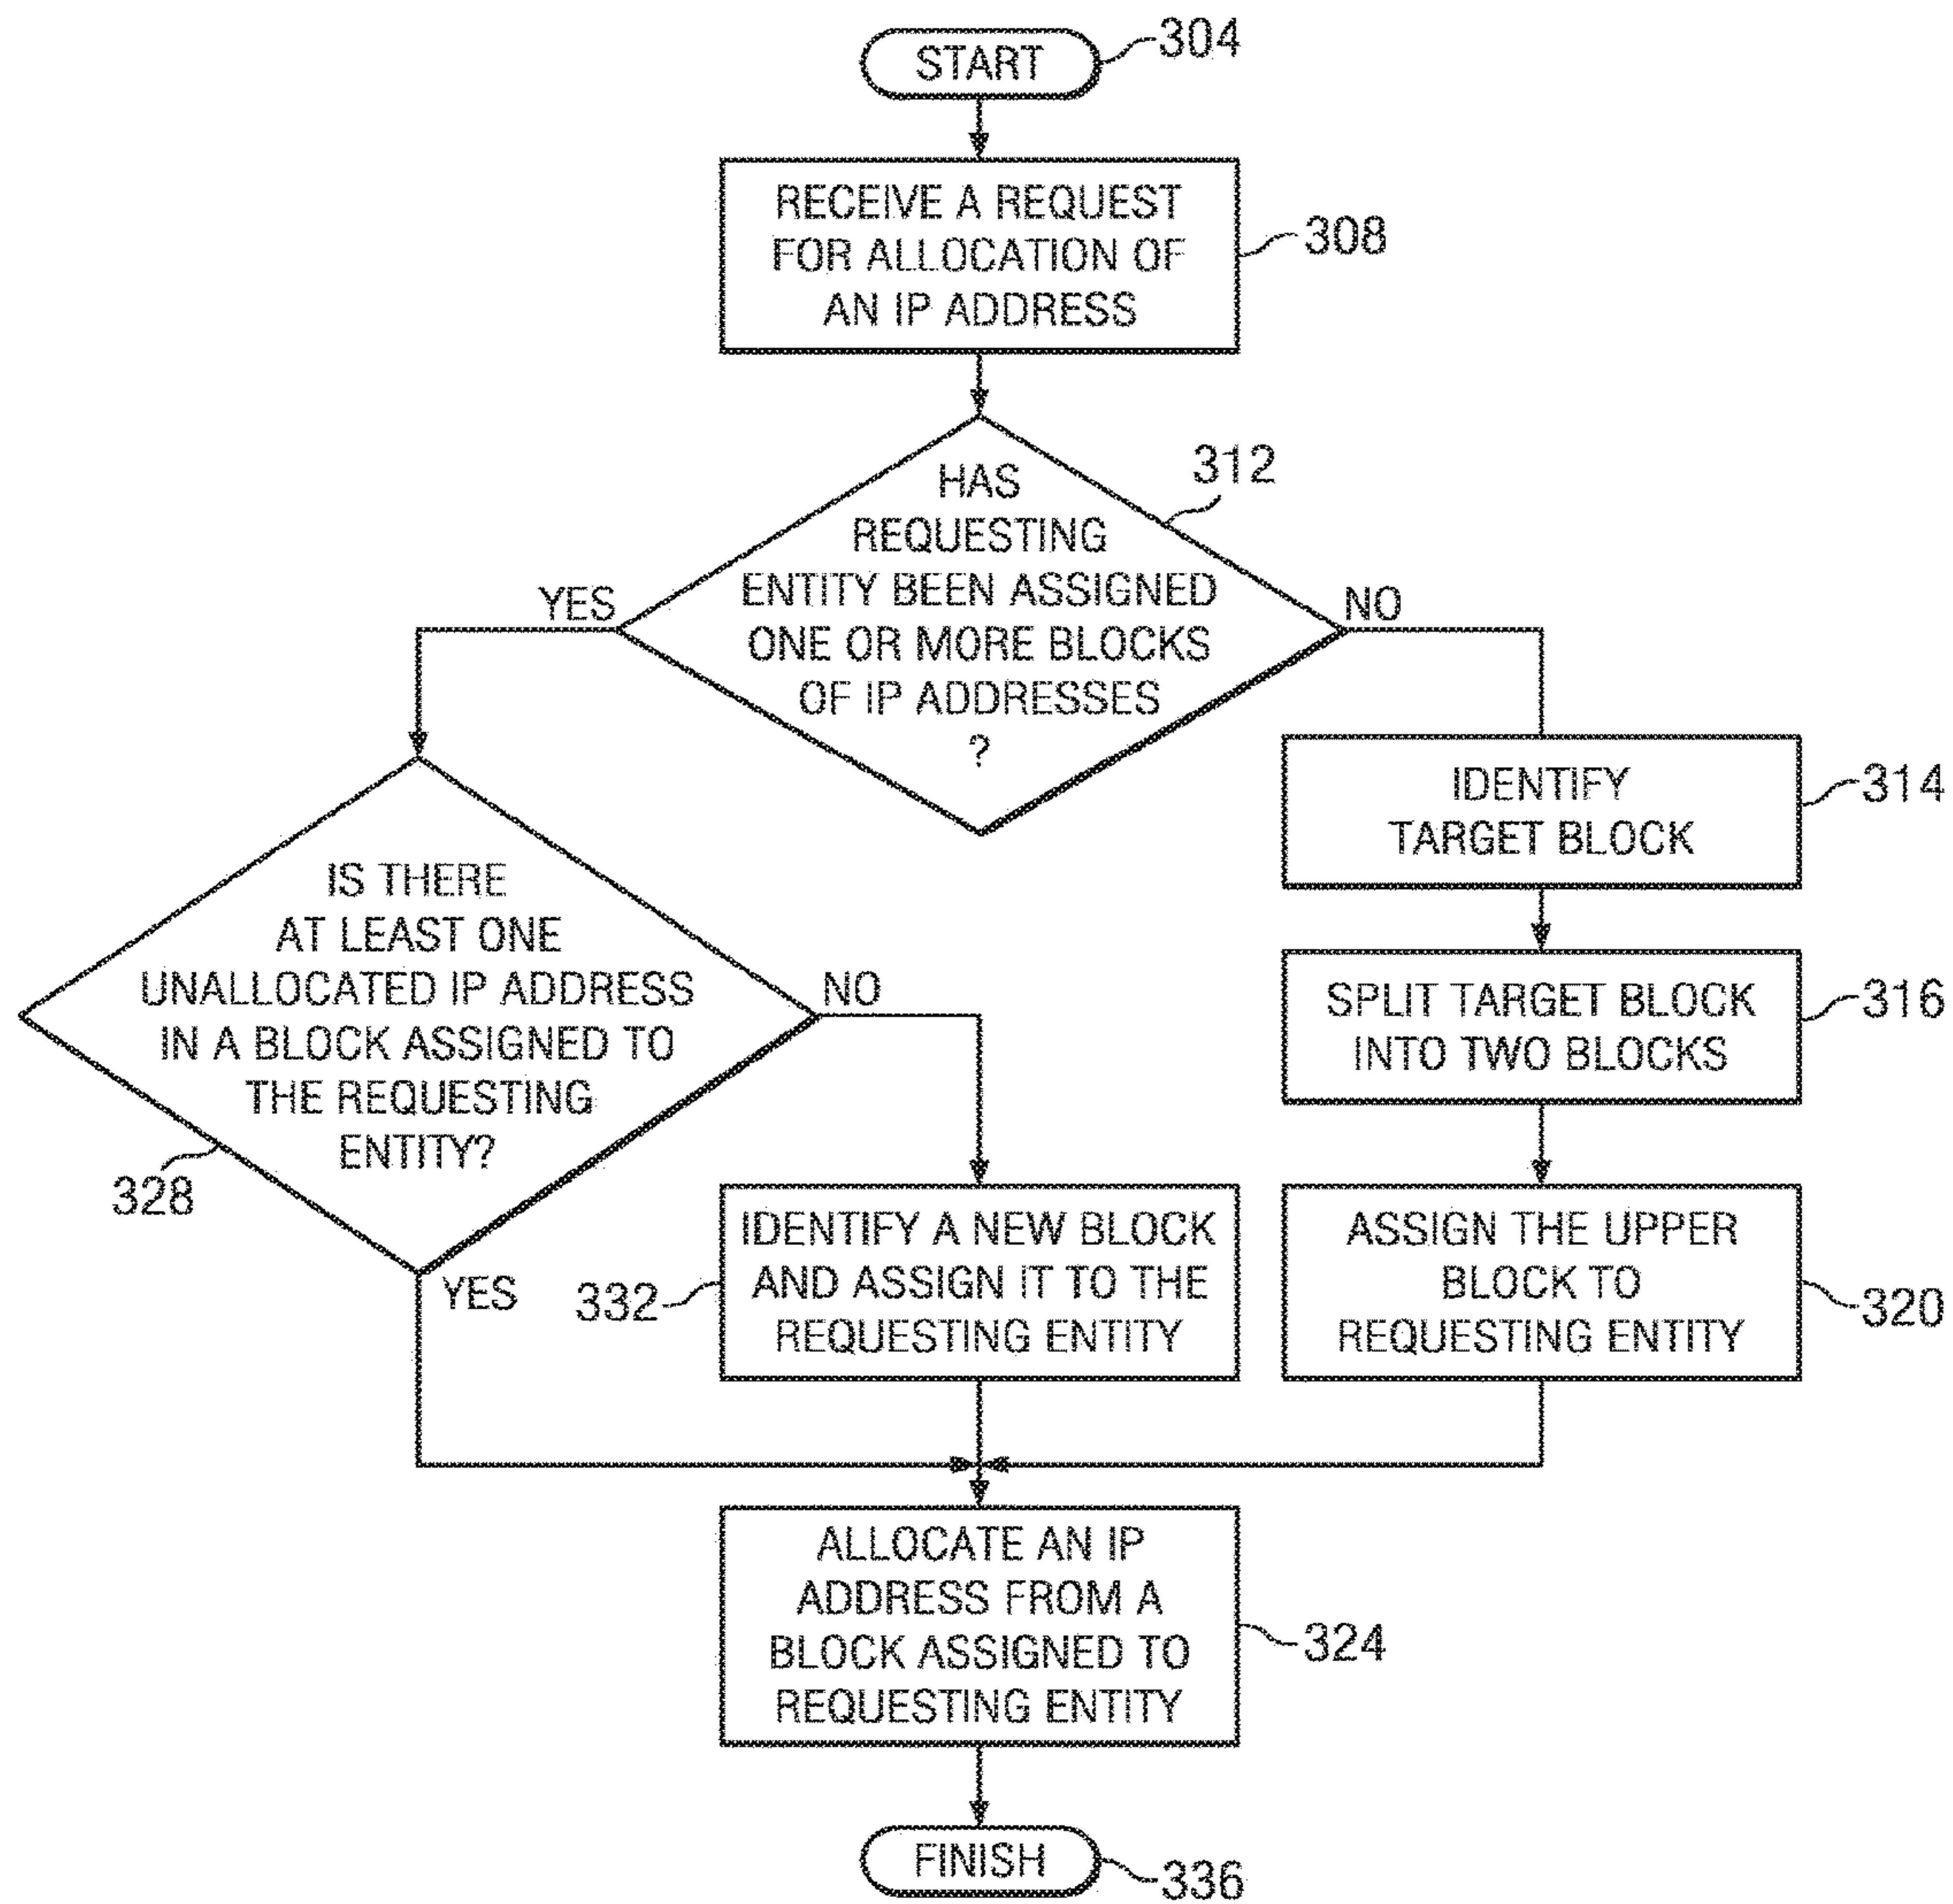 START
304
RECEIVE A REQUEST
FOR ALLOCATION OF
AN IP ADDRESS
308
HAS
REQUESTING
ENTITY BEEN ASSIGNED
ONE OR MORE BLOCKS
OF IP ADDRESSES
?
312
YES
NO
IDENTIFY
TARGET BLOCK
314
SPLIT TARGET BLOCK
INTO TWO BLOCKS
316
ASSIGN THE UPPER
BLOCK TO
REQUESTING ENTITY
320
IS THERE
AT LEAST ONE
UNALLOCATED IP ADDRESS
IN A BLOCK ASSIGNED TO
THE REQUESTING
ENTITY?
328
NO
YES
IDENTIFY A NEW BLOCK
AND ASSIGN IT TO THE
REQUESTING ENTITY
332
ALLOCATE AN IP
ADDRESS FROM A
BLOCK ASSIGNED TO
REQUESTING ENTITY
324
FINISH
336